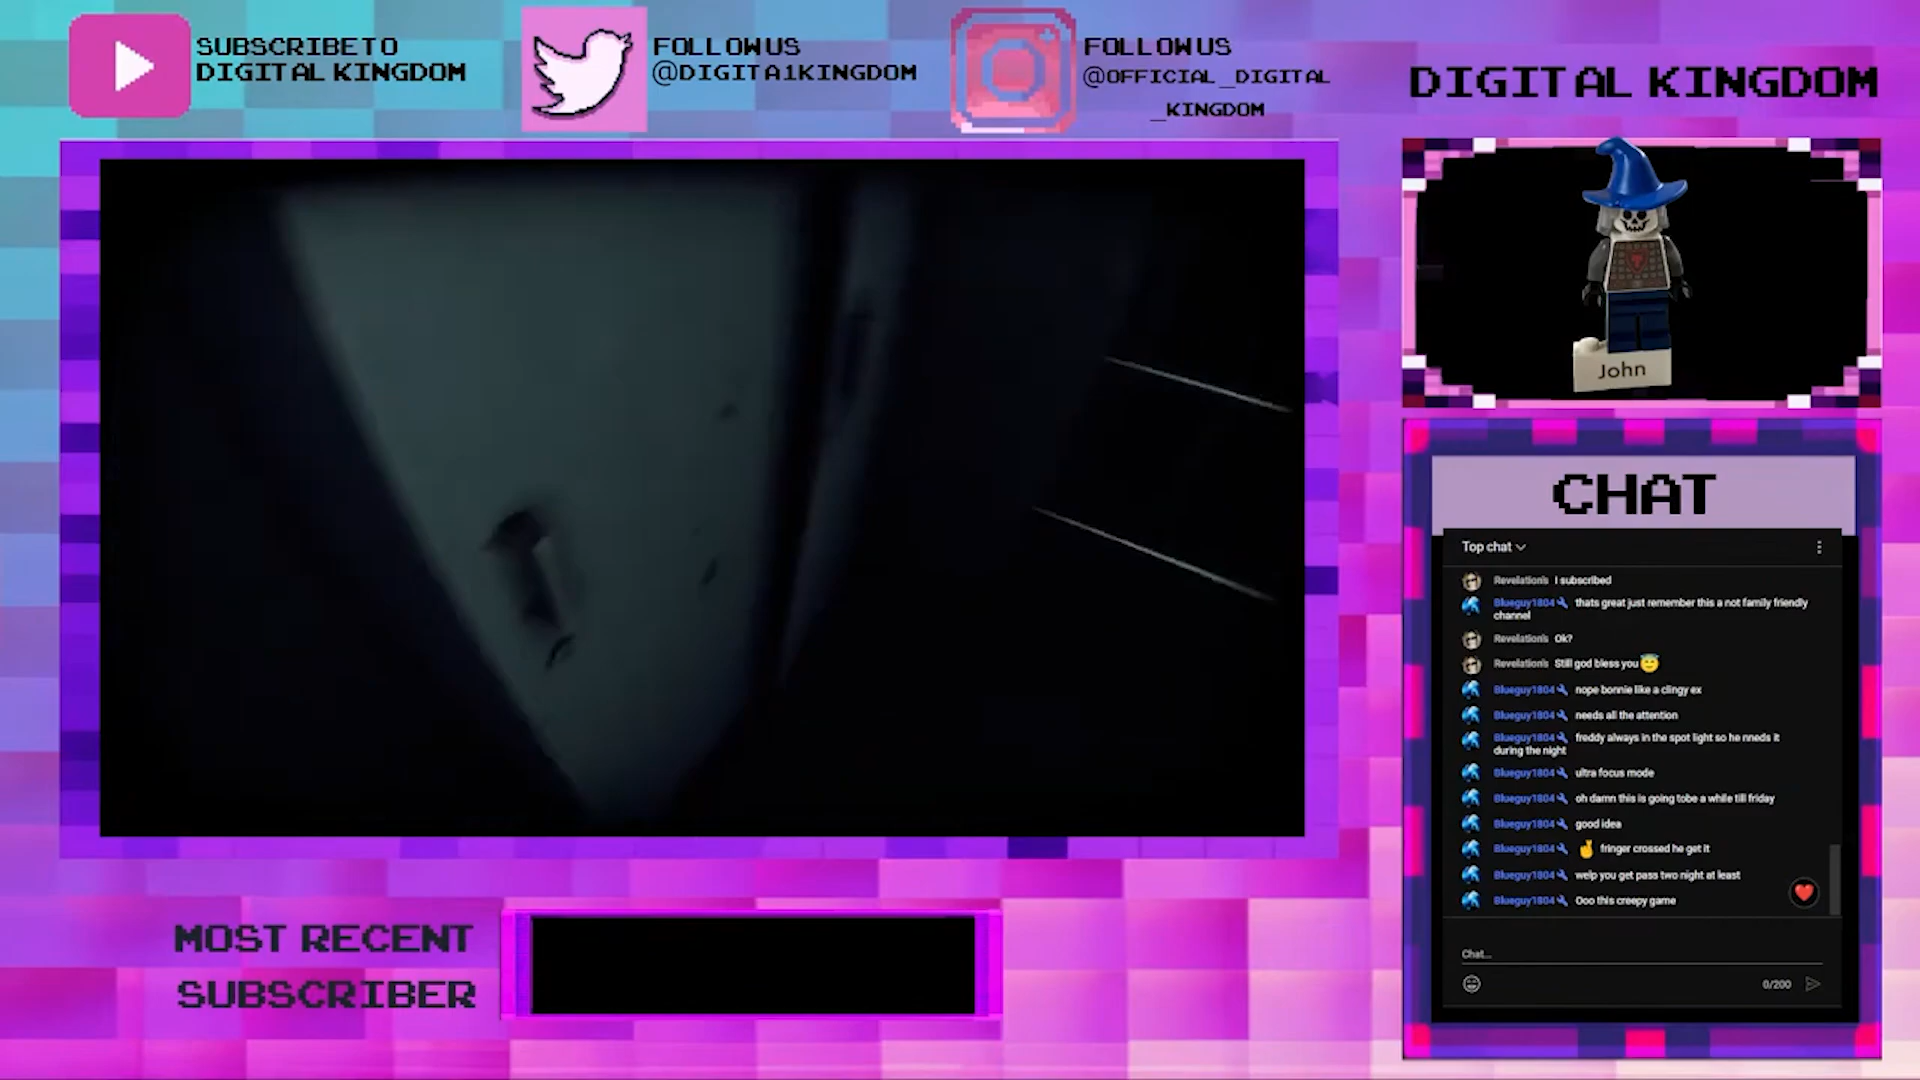 SUBSCRIBE TO
DIGITAL KINGDOM
FOLLOW US
@DIGITA1KINGDOM
FOLLOW US
@OFFICIAL_DIGITAL
_KINGDOM
DIGITAL KINGDOM
John
CHAT
Top chat
Revelation's I subscribed
Blueguy1804 thats great just remember this a not family friendly
channel
Revelation's Ok?
Revelation's Still god bless you 😇
Blueguy1804 nope bonnie like a clingy ex
Blueguy1804 needs all the attention
Blueguy1804 freddy always in the spot light so he nneds it
during the night
Blueguy1804 ultra focus mode
Blueguy1804 oh damn this is going tobe a while till friday
Blueguy1804 good idea
Blueguy1804 🤞 fringer crossed he get it
Blueguy1804 welp you get pass two night at least
Blueguy1804 Ooo this creepy game
Chat...
0/200
MOST RECENT
SUBSCRIBER